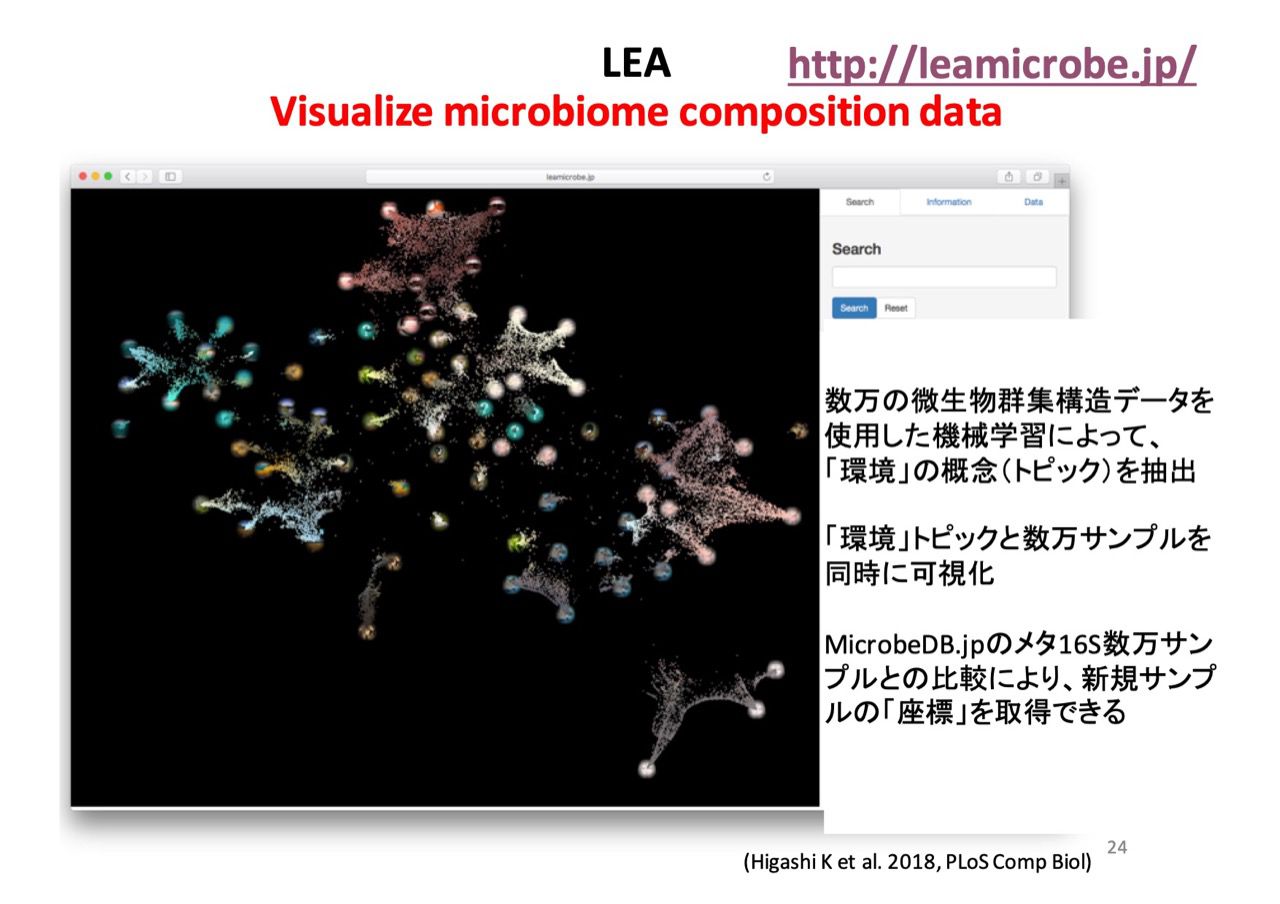 LEA
http://leamicrobe.jp/
Visualize microbiome composition data
leamicrobe.jp
Search
Information
Data
Search
Search
Reset
数万の微生物群集構造データを
使用した機械学習によって、
「環境」の概念(トピック)を抽出
「環境」トピックと数万サンプルを
同時に可視化
MicrobeDB.jpのメタ16S数万サン
プルとの比較により、新規サンプ
ルの「座標」を取得できる
24
(Higashi K et al. 2018, PLoS Comp Biol)